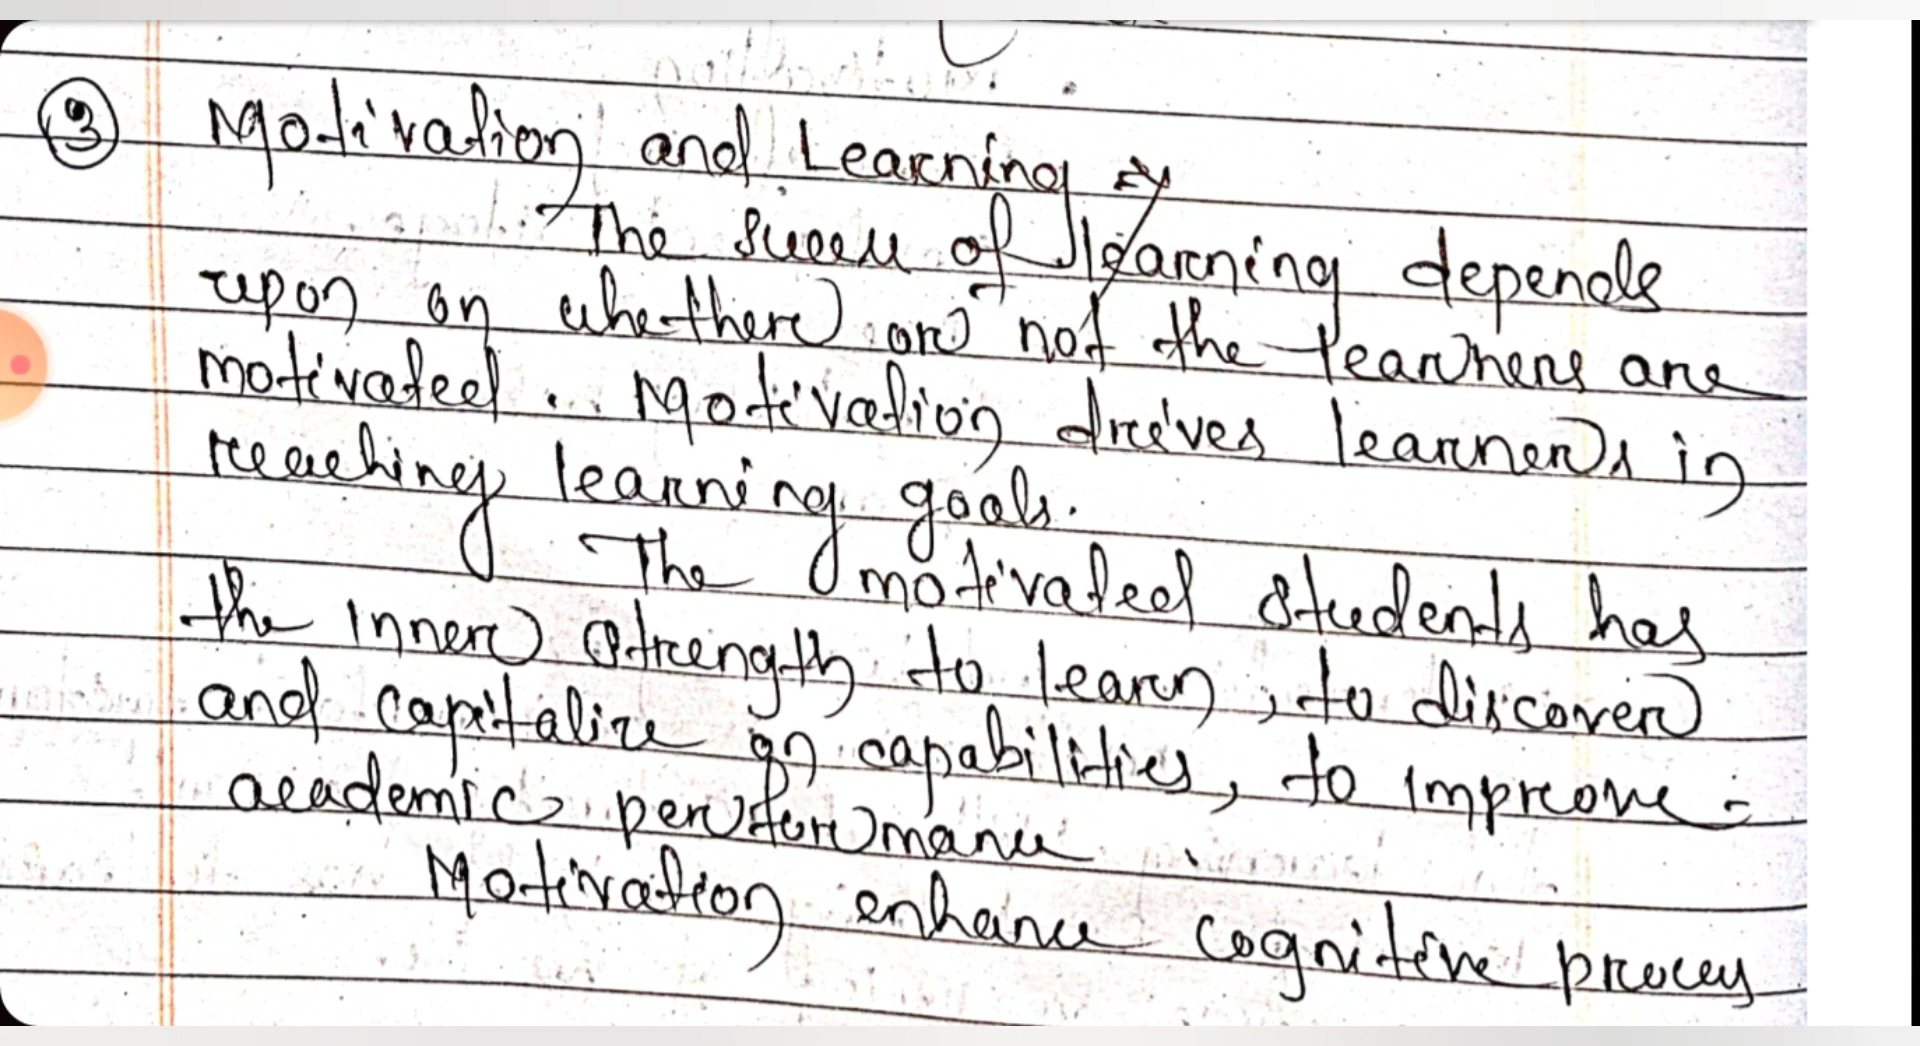 ③ Motivation and Learning
The success of learning depends
upon on whether or not the learners are
motivated. Motivation drives learners in
reaching learning goals.
The motivated students has
the inner strength to learn, to discover
and capitalize on capabilities, to improve
academic performance.
Motivation enhance cognitive process